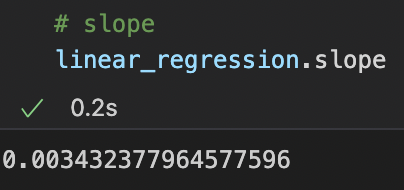 # slope
linear_regression.slope
✓ 0.2s
0.003432377964577596